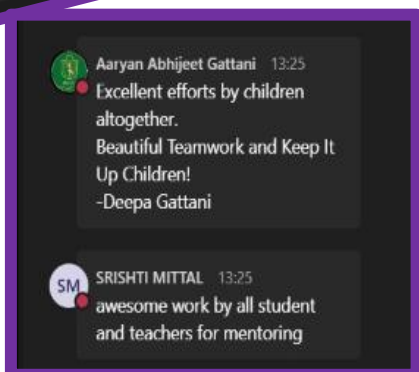 Aaryan Abhijeet Gattani 13:25
Excellent efforts by children
altogether.
Beautiful Teamwork and Keep It
Up Children!
-Deepa Gattani
SM
SRISHTI MITTAL 13:25
awesome work by all student
and teachers for mentoring